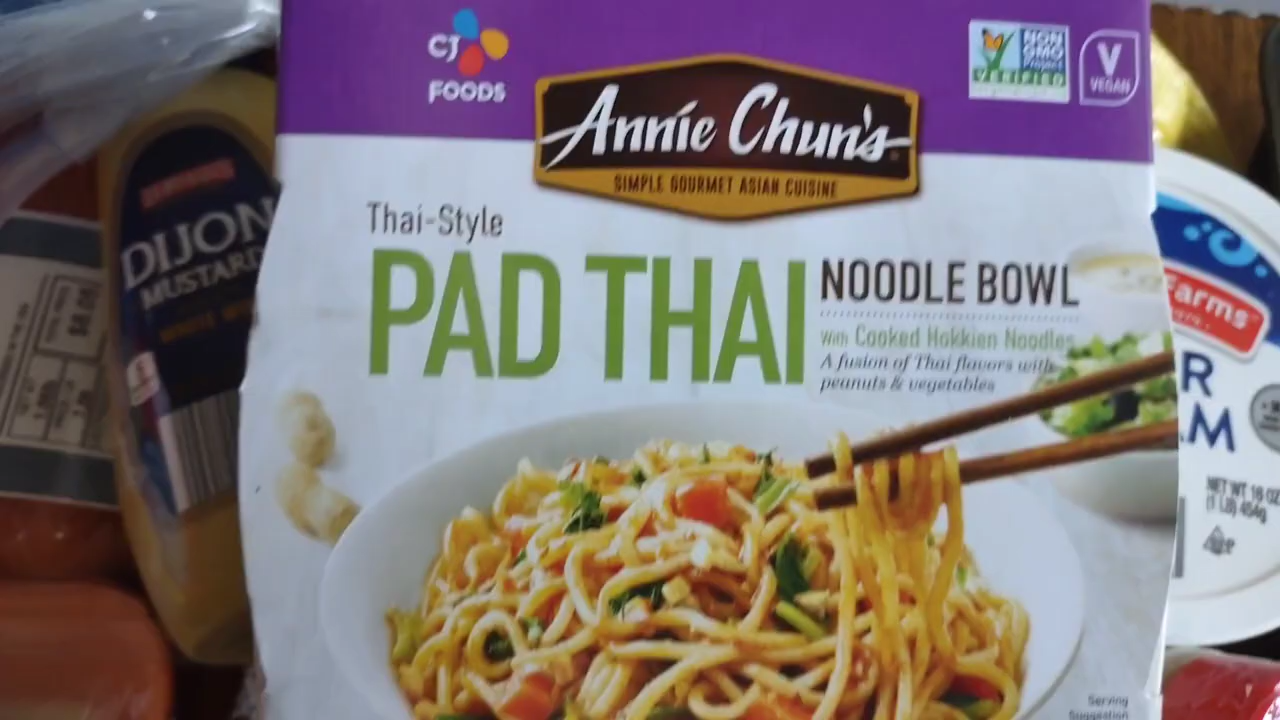 CJ
FOODS
Annie Chun's
SIMPLE GOURMET ASIAN CUISINE
NON
GMO
Project
VERIFIED
V
VEGAN
Thai-Style
PAD THAI
NOODLE BOWL
With Cooked Hokkien Noodles
A fusion of Thai flavors with
peanuts & vegetables
Serving
Suggestion
DIJON
MUSTARD
WHITE
Farms
R
M
NET WT 16 OZ
(1 LB) 454g